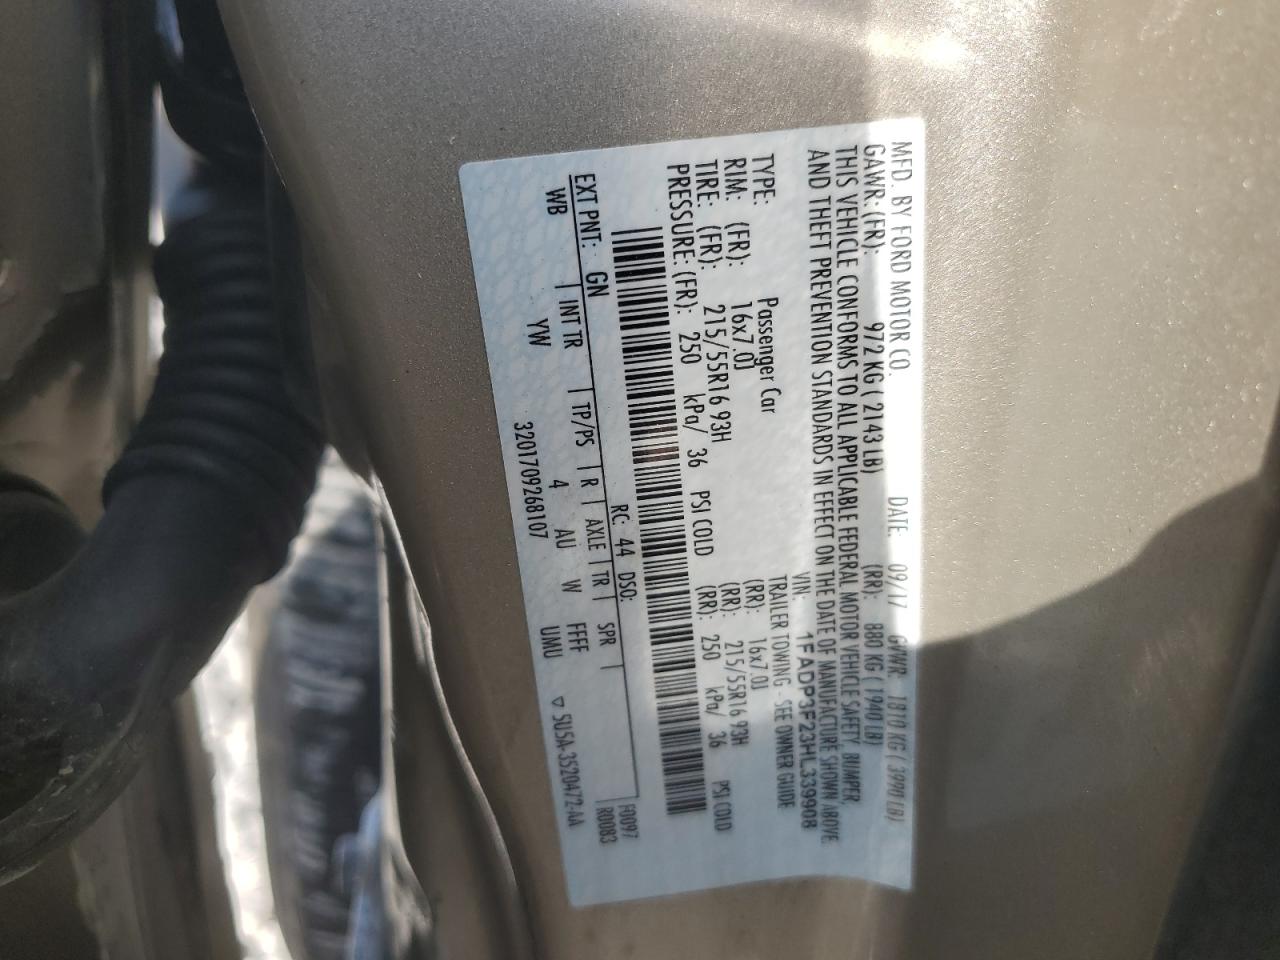 MFD. BY FORD MOTOR CO. DATE: 09/17 GVWR: 1810 KG ( 3990 LB)
GAWR: (FR): 972 KG ( 2143 LB) (RR): 880 KG ( 1940 LB)
THIS VEHICLE CONFORMS TO ALL APPLICABLE FEDERAL MOTOR VEHICLE SAFETY, BUMPER
AND THEFT PREVENTION STANDARDS IN EFFECT ON THE DATE OF MANUFACTURE SHOWN ABOVE.
VIN: 1FADP3F23HL339908
TYPE: Passenger Car TRAILER TOWING - SEE OWNER GUIDE
RIM: (FR): 16x7.0J (RR): 16x7.0J
TIRE: (FR): 215/55R16 93H (RR): 215/55R16 93H
PRESSURE: (FR): 250 kPa/ 36 PSI COLD (RR): 250 kPa/ 36 PSI COLD
EXT PNT: GN RC: 44 DSO: F0097
WB INT TR TP/PS R AXLE TR SPR R0083
YW 4 AU W FFFF
3201709268107 UMU ▽ 5U5A-3520472-AA